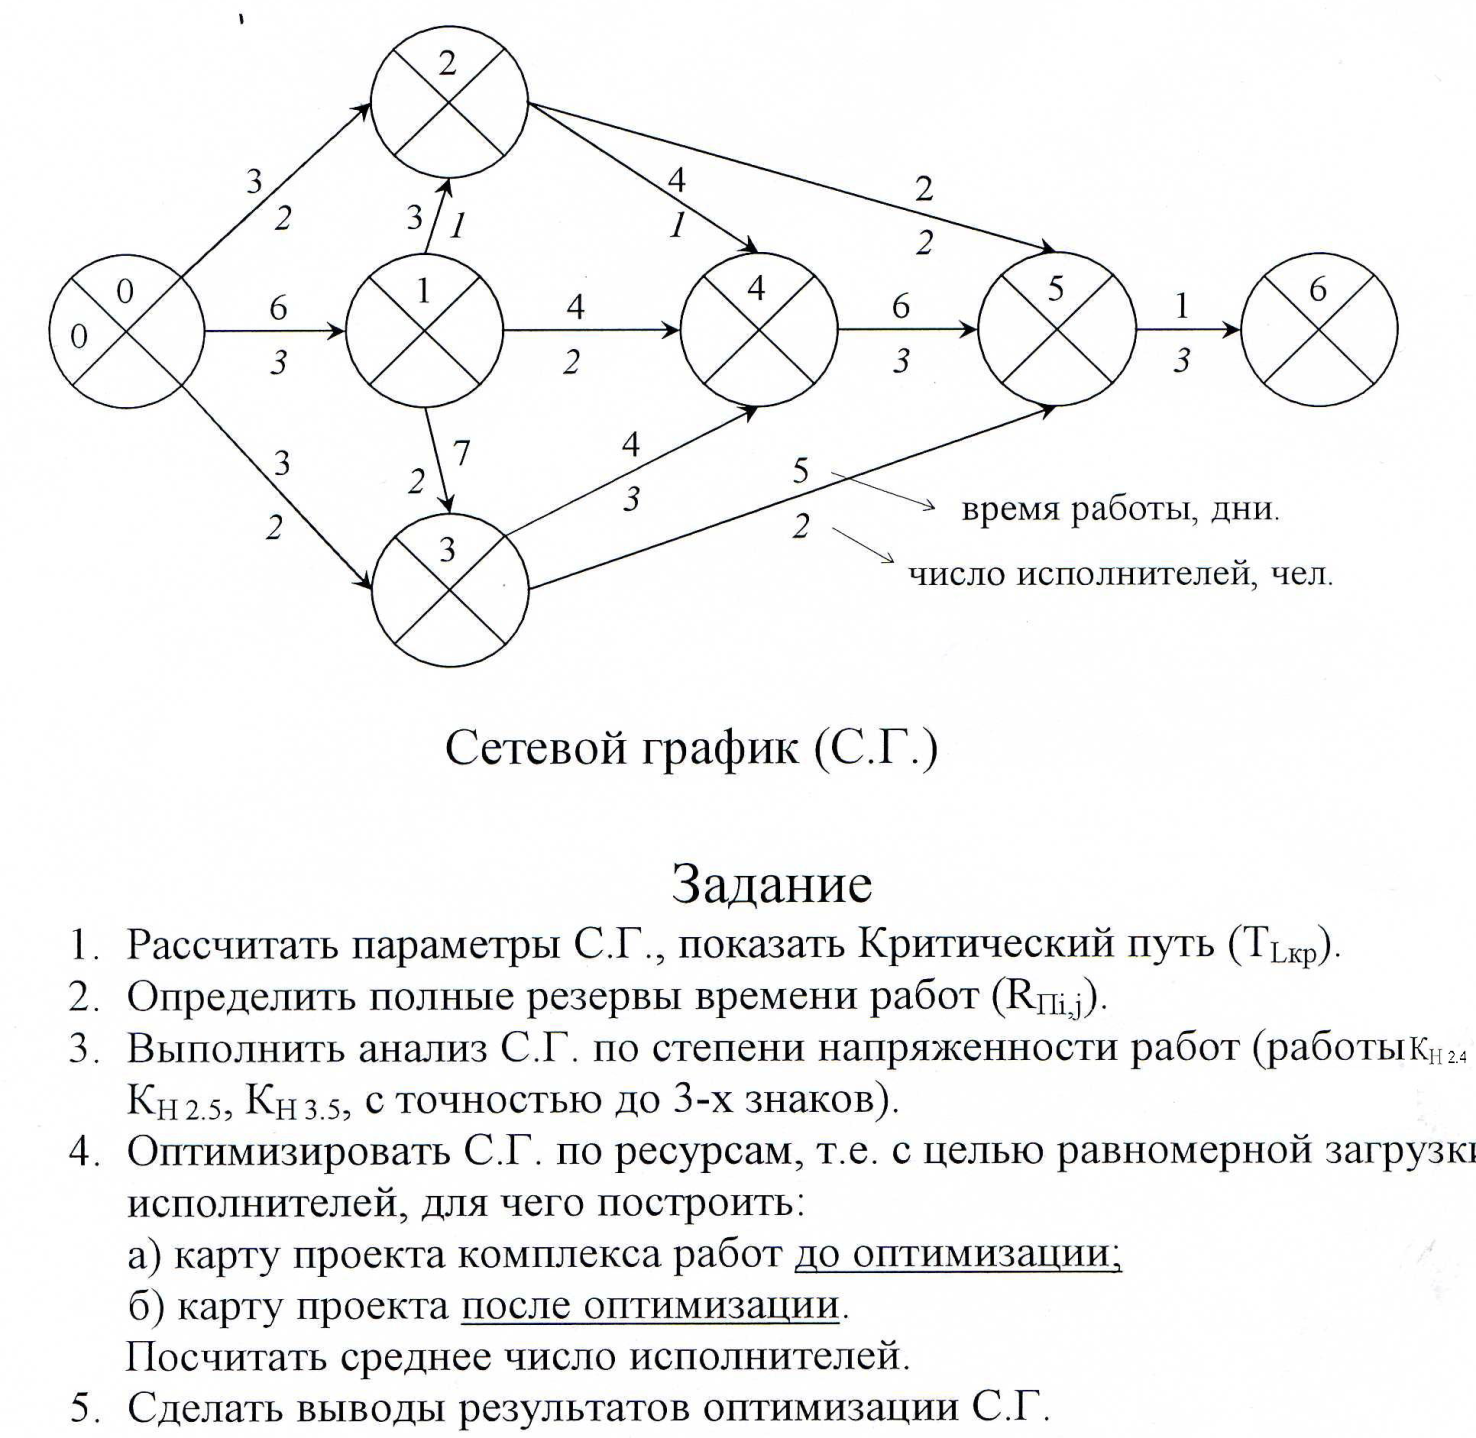 2
3
2
3
1
4
1
2
2
0
0
6
3
1
4
2
4
6
3
5
1
3
6
3
2
7
2
4
3
5
2
3
время работы, дни.
число исполнителей, чел.
Сетевой график (С.Г.)
Задание
1. Рассчитать параметры С.Г., показать Критический путь (TLкр).
2. Определить полные резервы времени работ (RПi,j).
3. Выполнить анализ С.Г. по степени напряженности работ (работы КН 2.4
КН 2.5, КН 3.5, с точностью до 3-х знаков).
4. Оптимизировать С.Г. по ресурсам, т.е. с целью равномерной загрузки
исполнителей, для чего построить:
а) карту проекта комплекса работ до оптимизации;
б) карту проекта после оптимизации.
Посчитать среднее число исполнителей.
5. Сделать выводы результатов оптимизации С.Г.